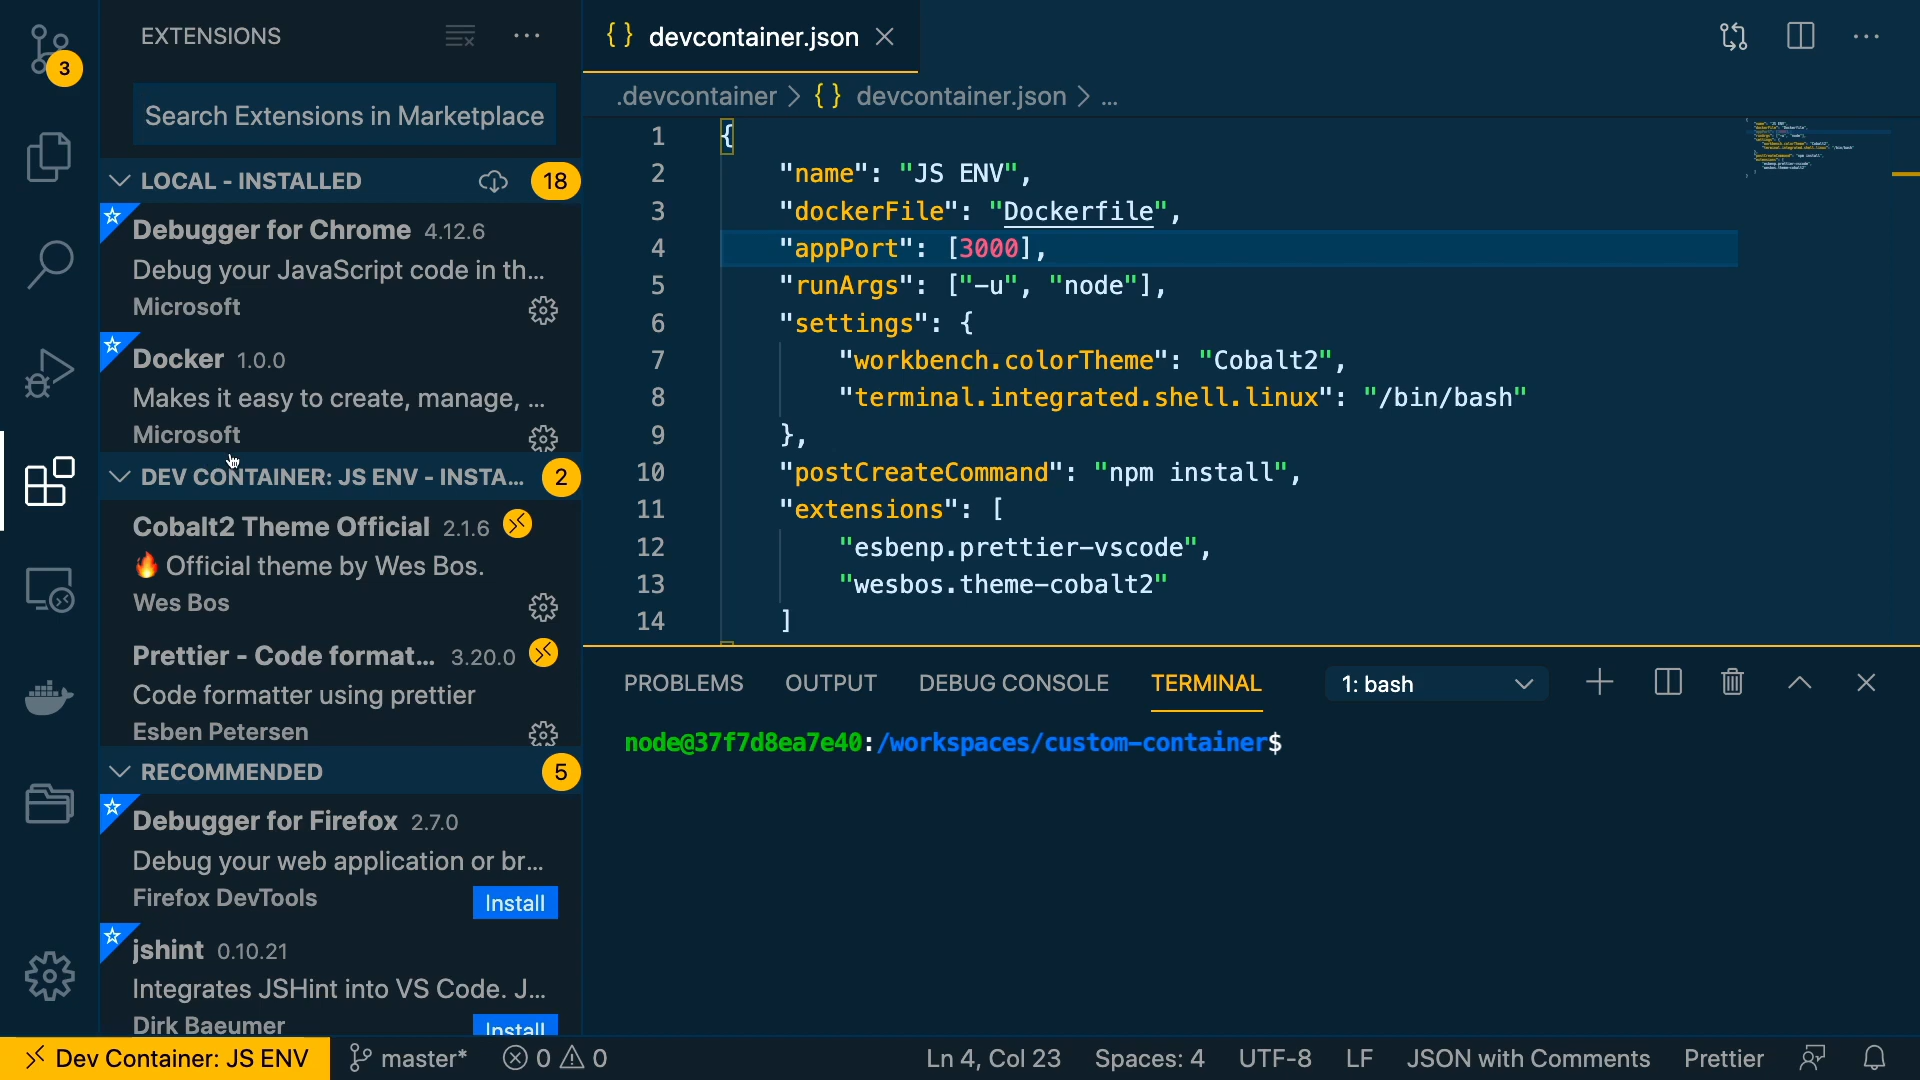 3
EXTENSIONS
Search Extensions in Marketplace
LOCAL - INSTALLED
18
Debugger for Chrome 4.12.6
Debug your JavaScript code in th...
Microsoft
Docker 1.0.0
Makes it easy to create, manage, ...
Microsoft
DEV CONTAINER: JS ENV - INSTA...
2
Cobalt2 Theme Official 2.1.6
🔥 Official theme by Wes Bos.
Wes Bos
Prettier - Code format... 3.20.0
Code formatter using prettier
Esben Petersen
RECOMMENDED
5
Debugger for Firefox 2.7.0
Debug your web application or br...
Firefox DevTools
Install
jshint 0.10.21
Integrates JSHint into VS Code. J...
Dirk Baeumer
Install
{} devcontainer.json
.devcontainer > {} devcontainer.json > ...
1 {
2 "name": "JS ENV",
3 "dockerFile": "Dockerfile",
4 "appPort": [3000],
5 "runArgs": ["-u", "node"],
6 "settings": {
7 "workbench.colorTheme": "Cobalt2",
8 "terminal.integrated.shell.linux": "/bin/bash"
9 },
10 "postCreateCommand": "npm install",
11 "extensions": [
12 "esbenp.prettier-vscode",
13 "wesbos.theme-cobalt2"
14 ]
PROBLEMS OUTPUT DEBUG CONSOLE TERMINAL 1: bash
node@37f7d8ea7e40:/workspaces/custom-container$
Dev Container: JS ENV master* 0 0 Ln 4, Col 23 Spaces: 4 UTF-8 LF JSON with Comments Prettier